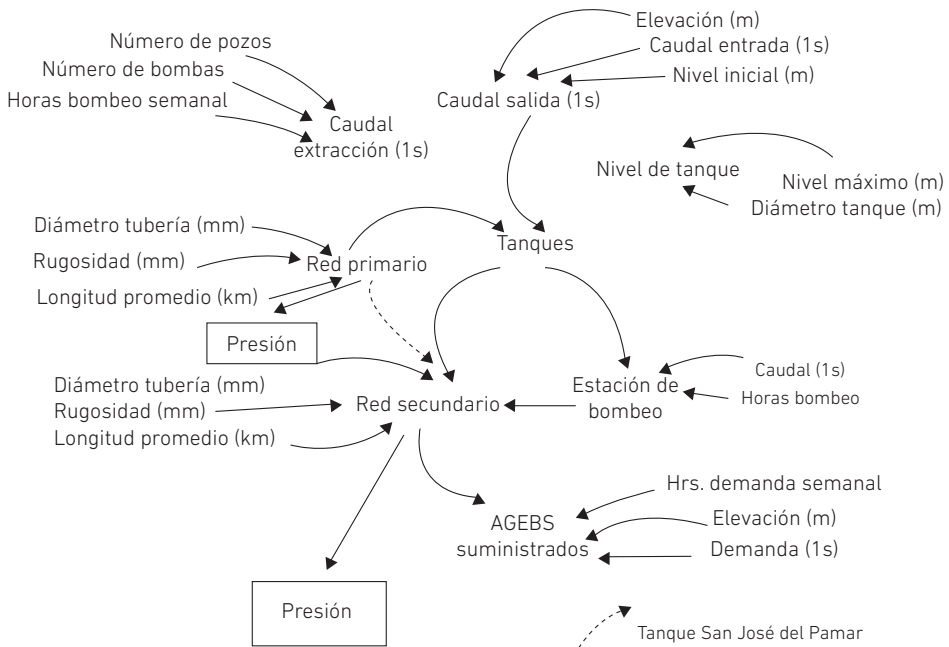 Elevación (m)
Caudal entrada (1s)
Nivel inicial (m)
Caudal salida (1s)
Número de pozos
Número de bombas
Horas bombeo semanal
Caudal
extracción (1s)
Nivel de tanque
Nivel máximo (m)
Diámetro tanque (m)
Diámetro tubería (mm)
Rugosidad (mm)
Longitud promedio (km)
Red primario
Tanques
Presión
Diámetro tubería (mm)
Rugosidad (mm)
Longitud promedio (km)
Red secundario
Estación de
bombeo
Caudal (1s)
Horas bombeo
Hrs. demanda semanal
Elevación (m)
Demanda (1s)
AGEBS
suministrados
Presión
Tanque San José del Pamar